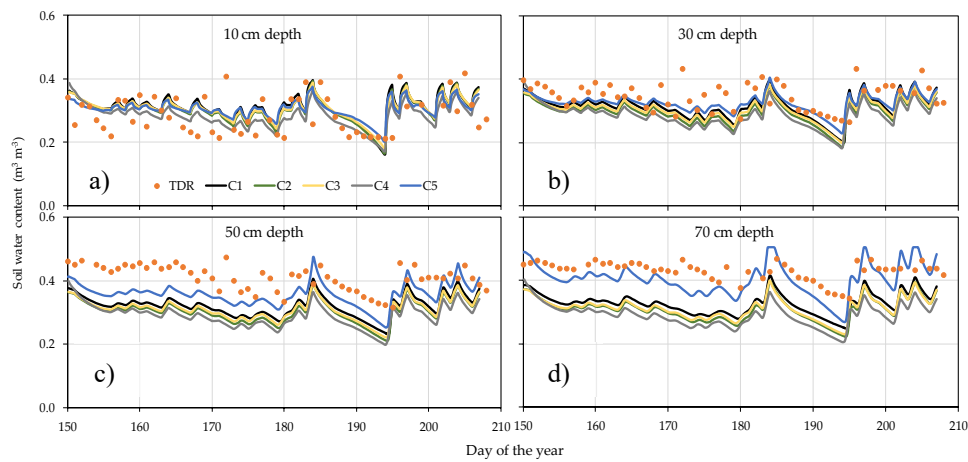 0.6
10 cm depth
30 cm depth
0.4
0.2
a)
b)
TDR C1 C2 C3 C4 C5
0.0
Soil water content (m³ m⁻³)
0.6
50 cm depth
70 cm depth
0.4
0.2
c)
d)
0.0
150 160 170 180 190 200 210
150 160 170 180 190 200 210
Day of the year